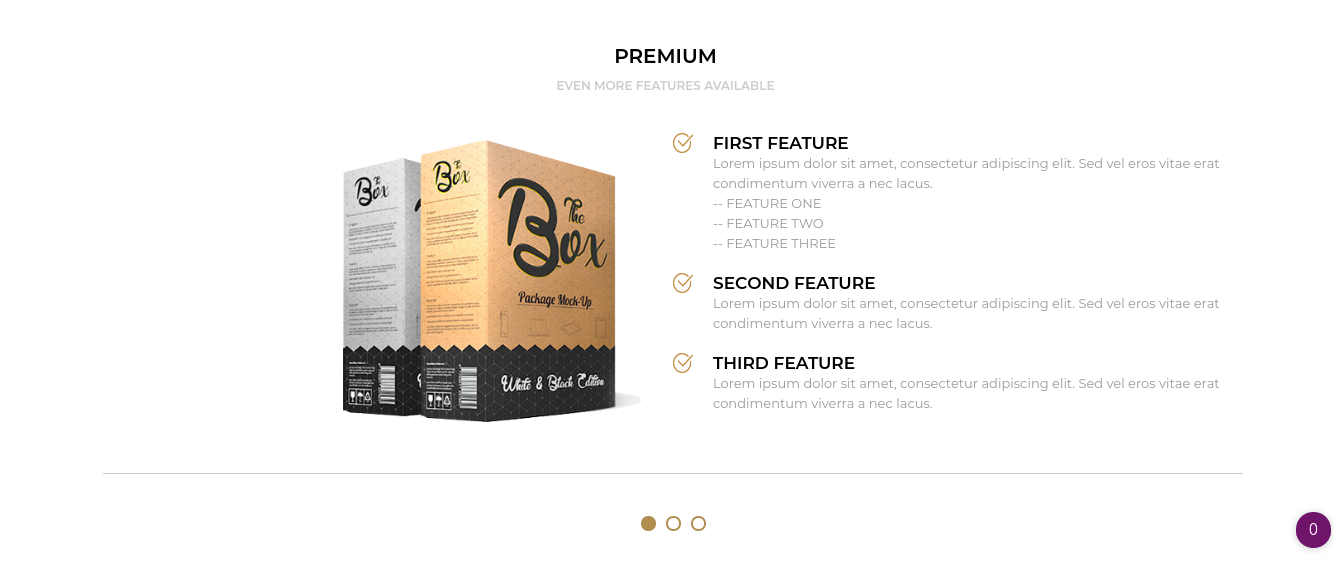 PREMIUM
EVEN MORE FEATURES AVAILABLE
The
Box
The
Box
The
Box
Package Mock-Up
White & Black Edition
FIRST FEATURE
Lorem ipsum dolor sit amet, consectetur adipiscing elit. Sed vel eros vitae erat
condimentum viverra a nec lacus.
-- FEATURE ONE
-- FEATURE TWO
-- FEATURE THREE
SECOND FEATURE
Lorem ipsum dolor sit amet, consectetur adipiscing elit. Sed vel eros vitae erat
condimentum viverra a nec lacus.
THIRD FEATURE
Lorem ipsum dolor sit amet, consectetur adipiscing elit. Sed vel eros vitae erat
condimentum viverra a nec lacus.
0